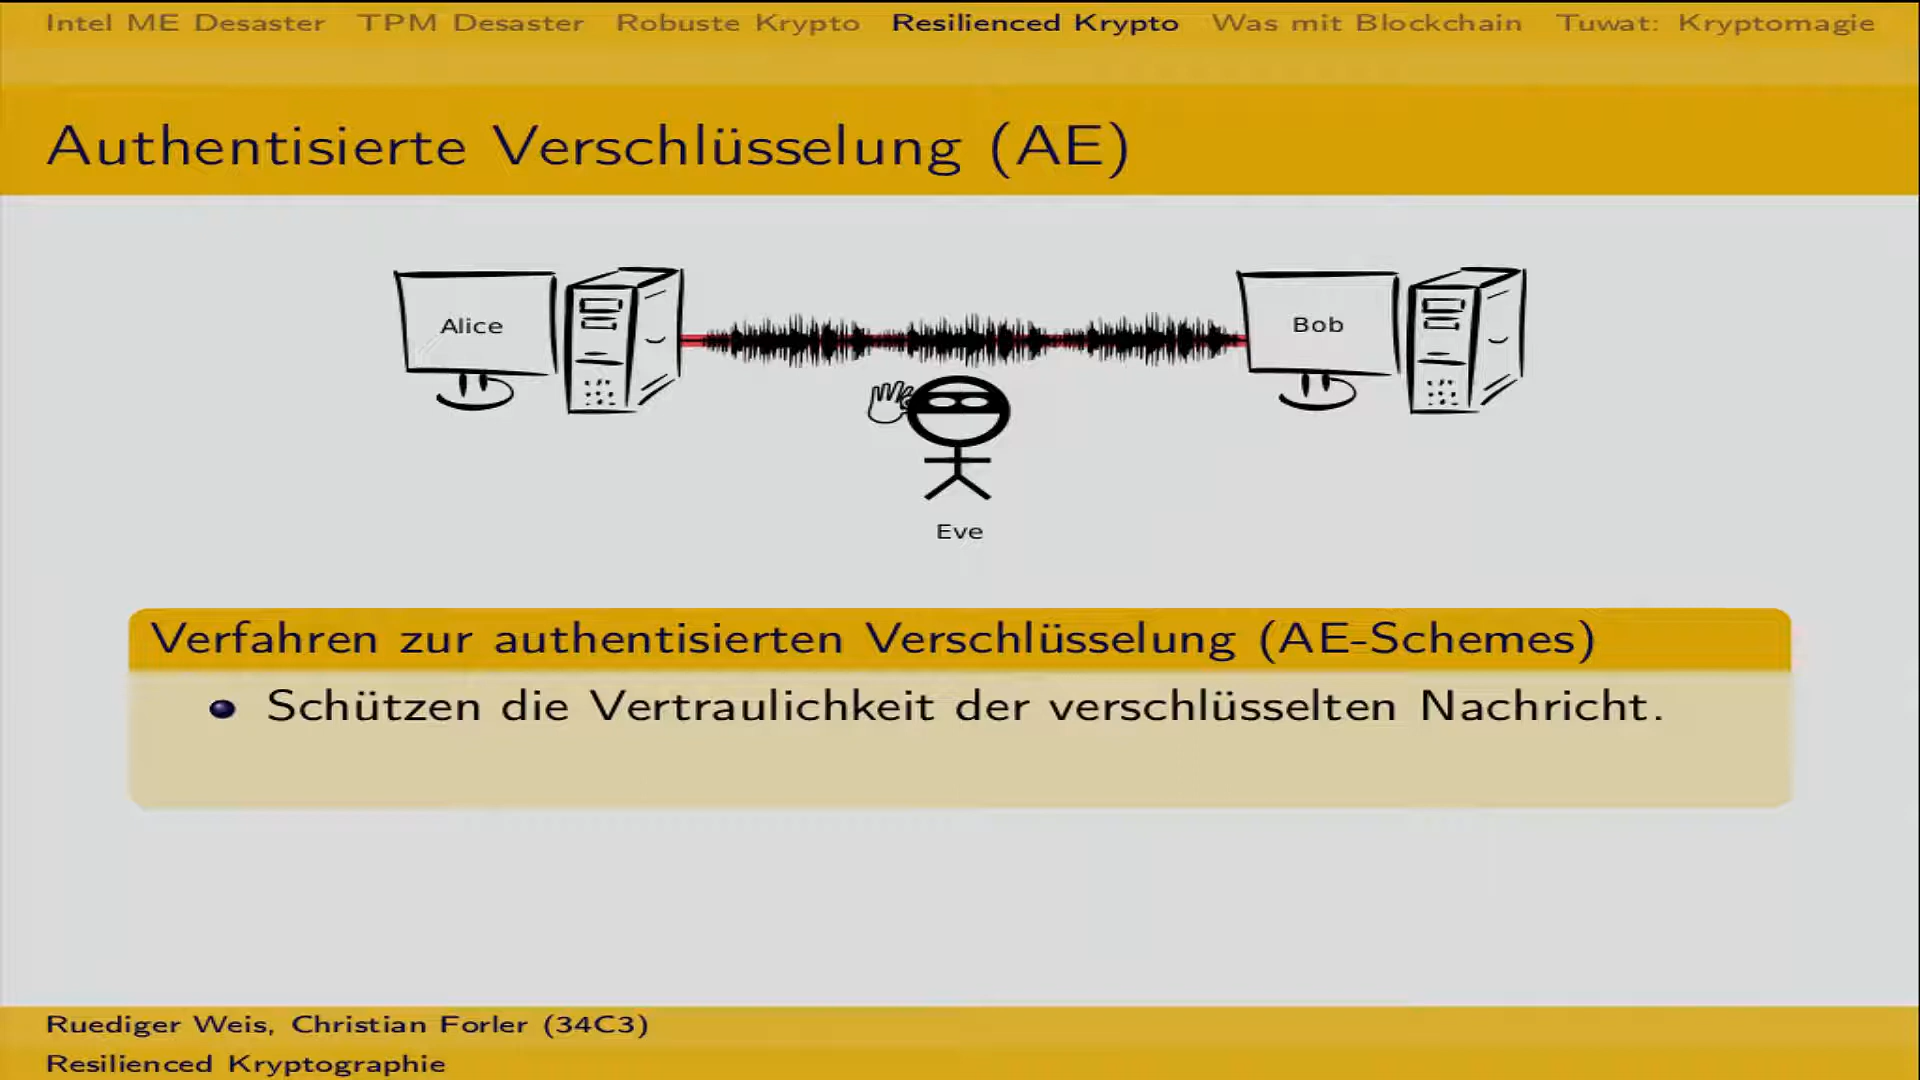 Intel ME Desaster TPM Desaster Robuste Krypto Resilienced Krypto Was mit Blockchain Tuwat: Kryptomagie
Authentisierte Verschlüsselung (AE)
Alice
Bob
Eve
Verfahren zur authentisierten Verschlüsselung (AE-Schemes)
Schützen die Vertraulichkeit der verschlüsselten Nachricht.
Ruediger Weis, Christian Forler (34C3)
Resilienced Kryptographie